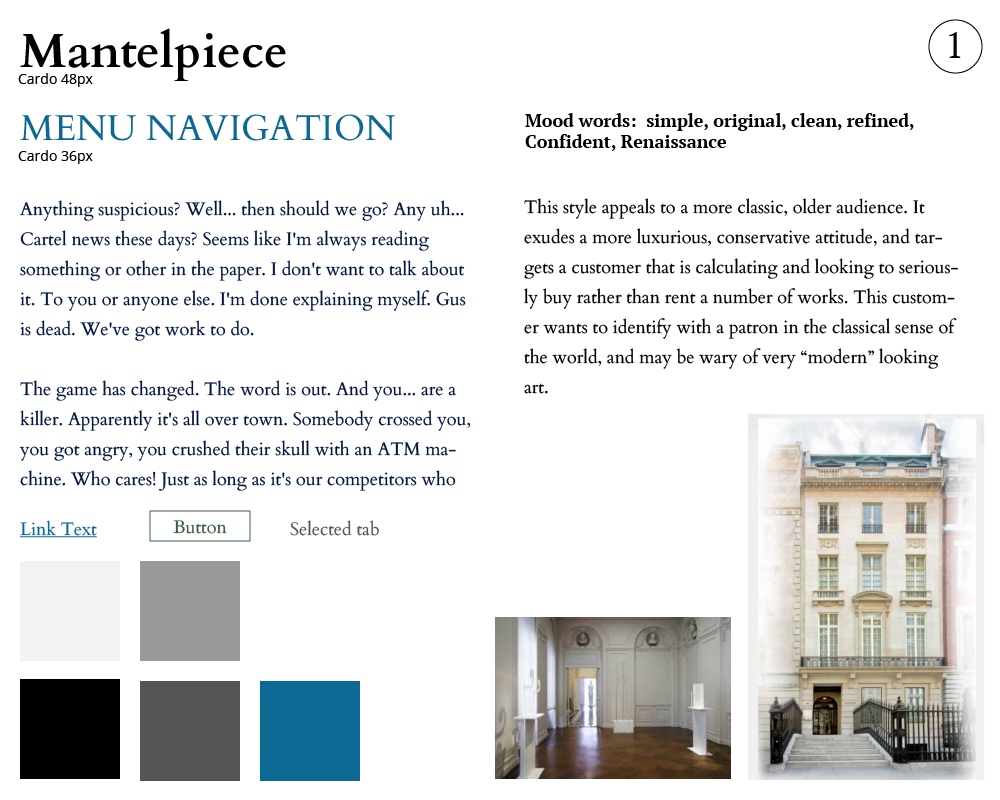 Mantelpiece
Cardo 48px
1
MENU NAVIGATION
Cardo 36px
Mood words:  simple, original, clean, refined,
Confident, Renaissance
Anything suspicious? Well... then should we go? Any uh...
Cartel news these days? Seems like I'm always reading
something or other in the paper. I don't want to talk about
it. To you or anyone else. I'm done explaining myself. Gus
is dead. We've got work to do.
The game has changed. The word is out. And you... are a
killer. Apparently it's all over town. Somebody crossed you,
you got angry, you crushed their skull with an ATM ma-
chine. Who cares! Just as long as it's our competitors who
This style appeals to a more classic, older audience. It
exudes a more luxurious, conservative attitude, and tar-
gets a customer that is calculating and looking to serious-
ly buy rather than rent a number of works. This custom-
er wants to identify with a patron in the classical sense of
the world, and may be wary of very “modern” looking
art.
Link Text
Button
Selected tab